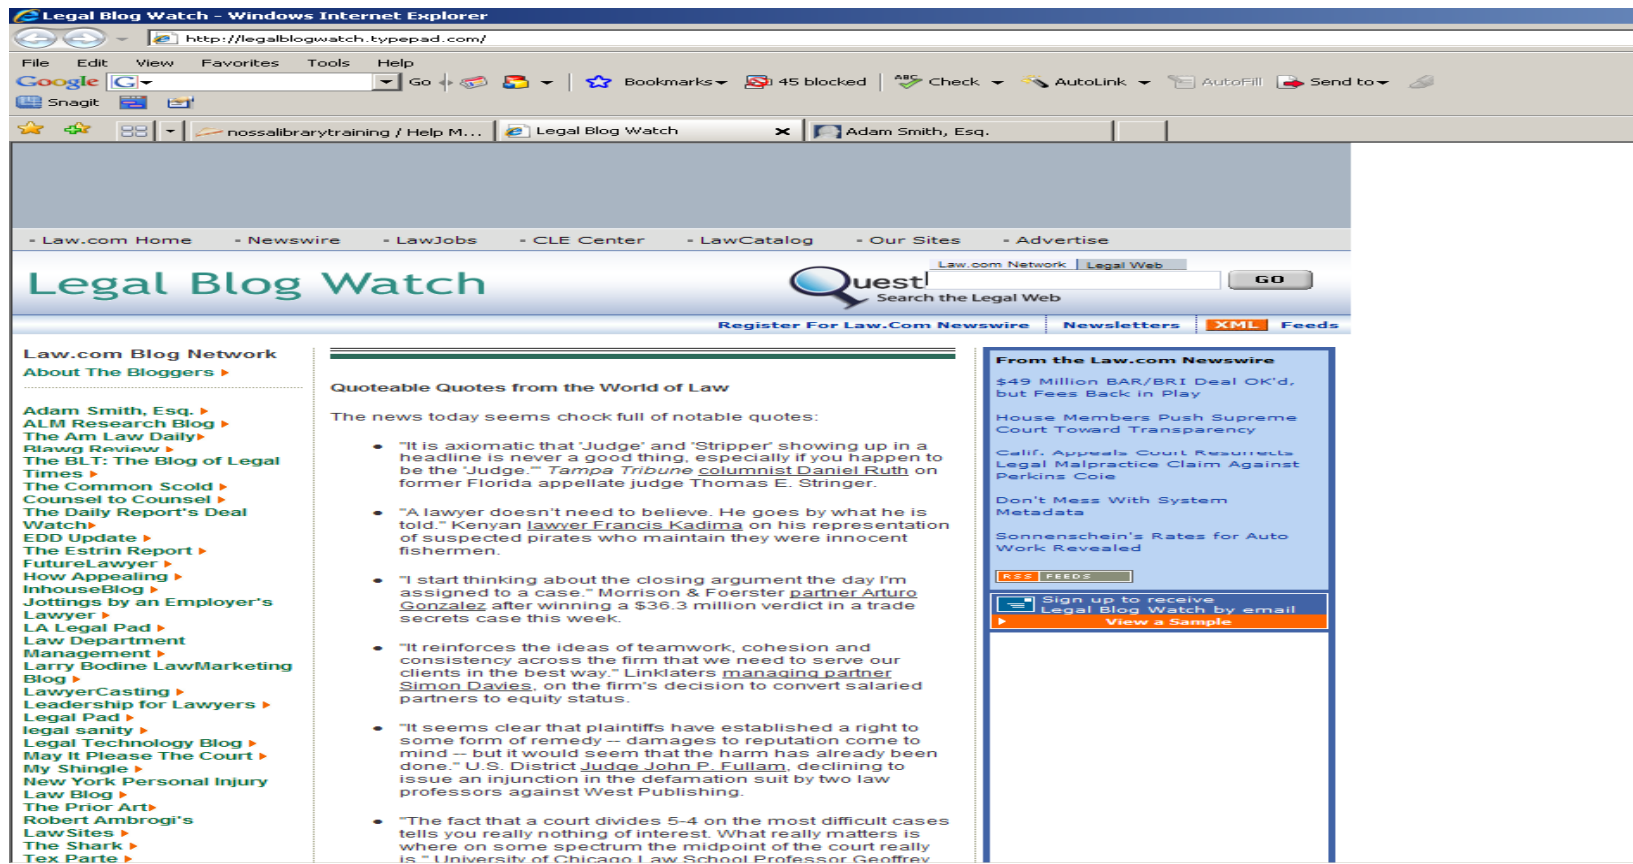 Legal Blog Watch - Windows Internet Explorer
http://legalblogwatch.typepad.com/
File Edit View Favorites Tools Help
Google G Go Bookmarks 45 blocked ABC Check AutoLink AutoFill Send to
Snagit
nossalibrarytraining / Help M... Legal Blog Watch Adam Smith, Esq.
- Law.com Home - Newswire - LawJobs - CLE Center - LawCatalog - Our Sites - Advertise
Legal Blog Watch
Law.com Network Legal Web
Quest GO
Search the Legal Web
Register For Law.Com Newswire Newsletters XML Feeds
Law.com Blog Network
About The Bloggers
Adam Smith, Esq.
ALM Research Blog
The Am Law Daily
Blawg Review
The BLT: The Blog of Legal
Times
The Common Scold
Counsel to Counsel
The Daily Report's Deal
Watch
EDD Update
The Estrin Report
FutureLawyer
How Appealing
InhouseBlog
Jottings by an Employer's
Lawyer
LA Legal Pad
Law Department
Management
Larry Bodine LawMarketing
Blog
LawyerCasting
Leadership for Lawyers
Legal Pad
legal sanity
Legal Technology Blog
May It Please The Court
My Shingle
New York Personal Injury
Law Blog
The Prior Art
Robert Ambrogi's
LawSites
The Shark
Tex Parte
Quoteable Quotes from the World of Law
The news today seems chock full of notable quotes:
• "It is axiomatic that 'Judge' and 'Stripper' showing up in a
headline is never a good thing, especially if you happen to
be the 'Judge.'" Tampa Tribune columnist Daniel Ruth on
former Florida appellate judge Thomas E. Stringer.
• "A lawyer doesn't need to believe. He goes by what he is
told." Kenyan lawyer Francis Kadima on his representation
of suspected pirates who maintain they were innocent
fishermen.
• "I start thinking about the closing argument the day I'm
assigned to a case." Morrison & Foerster partner Arturo
Gonzalez after winning a $36.3 million verdict in a trade
secrets case this week.
• "It reinforces the ideas of teamwork, cohesion and
consistency across the firm that we need to serve our
clients in the best way." Linklaters managing partner
Simon Davies, on the firm's decision to convert salaried
partners to equity status.
• "It seems clear that plaintiffs have established a right to
some form of remedy -- damages to reputation come to
mind -- but it would seem that the harm has already been
done." U.S. District Judge John P. Fullam, declining to
issue an injunction in the defamation suit by two law
professors against West Publishing.
• "The fact that a court divides 5-4 on the most difficult cases
tells you really nothing of interest. What really matters is
where on some spectrum the midpoint of the court really
is." University of Chicago Law School Professor Geoffrey
From the Law.com Newswire
$49 Million BAR/BRI Deal OK'd,
but Fees Back in Play
House Members Push Supreme
Court Toward Transparency
Calif. Appeals Court Resurrects
Legal Malpractice Claim Against
Perkins Coie
Don't Mess With System
Metadata
Sonnenschein's Rates for Auto
Work Revealed
RSS FEEDS
Sign up to receive
Legal Blog Watch by email
View a Sample